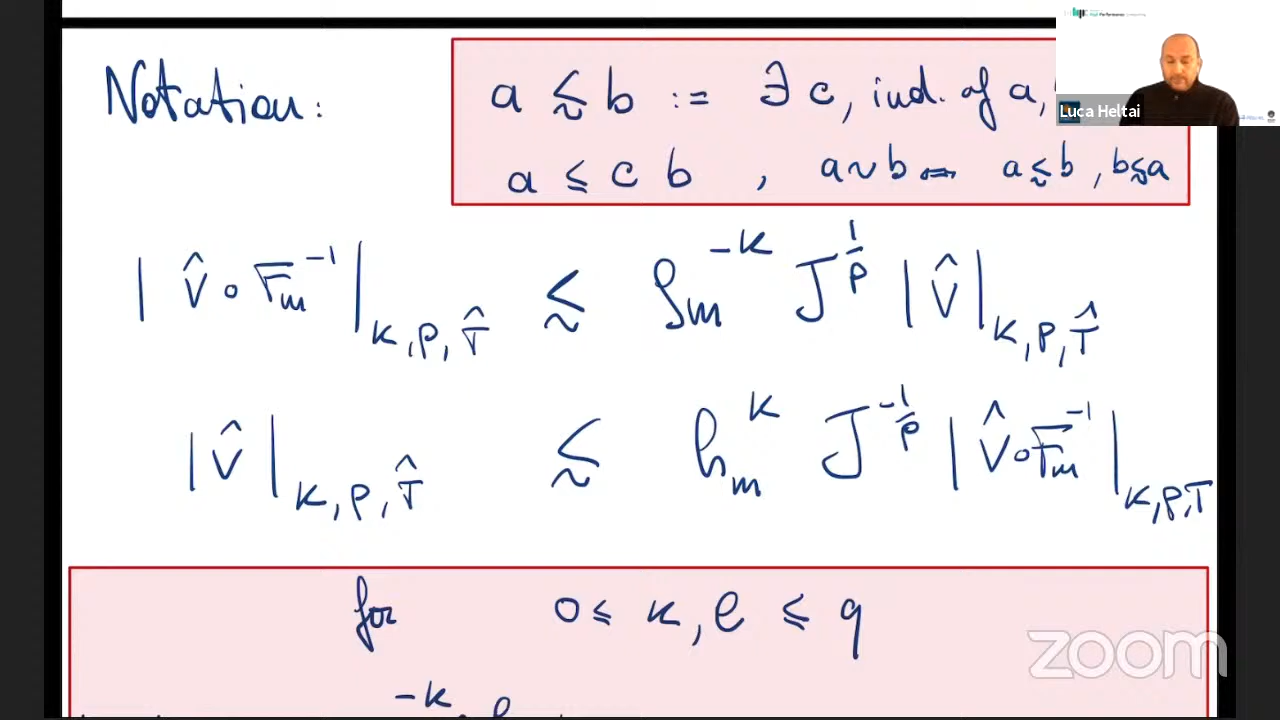 Notation:
a ≲ b := ∃ c, ind. of a,
a ≤ c b , a ~ b = a ≲ b , b ≲ a
| v̂ ∘ F_m^{-1} |_{K,P,T̂} ≲ ρ_m^{-K} J^{1/P} | v̂ |_{K,P,T̂}
| v̂ |_{K,P,T̂} ≲ h_m^{K} J^{-1/P} | v̂ ∘ F_m^{-1} |_{K,P,T}
for 0 ≤ K, ℓ ≤ q
-K ℓ
Luca Heltai
zoom